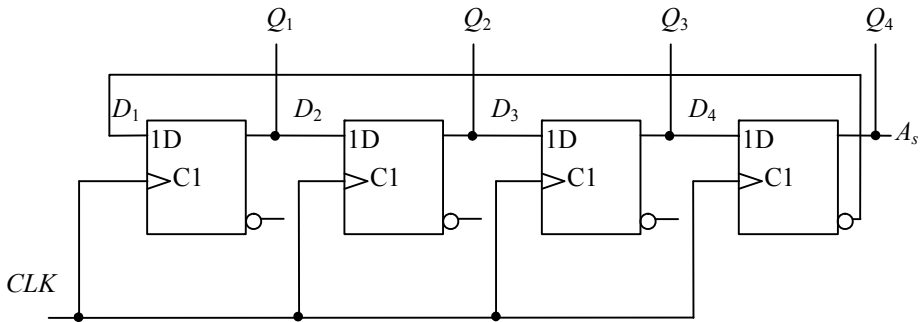 Q1 Q2 Q3 Q4
D1 D2 D3 D4
1D 1D 1D 1D As
C1 C1 C1 C1
CLK